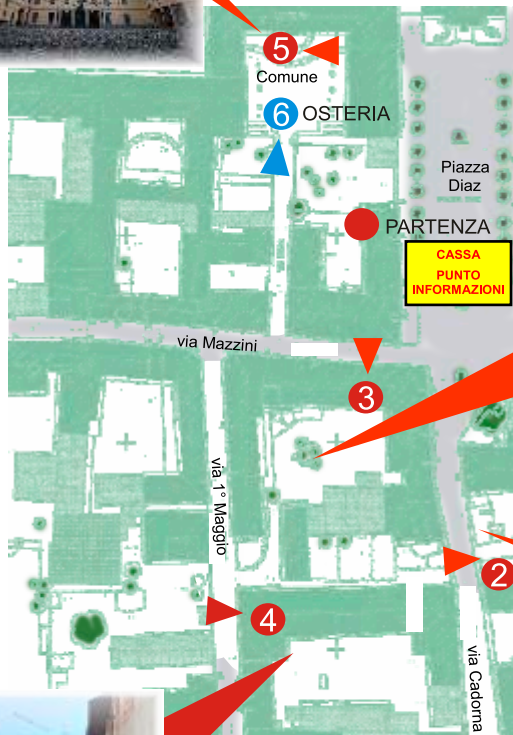 5
Comune
6 OSTERIA
Piazza
Diaz
PARTENZA
CASSA
PUNTO
INFORMAZIONI
via Mazzini
3
via 1° Maggio
2
4
via Cadorna